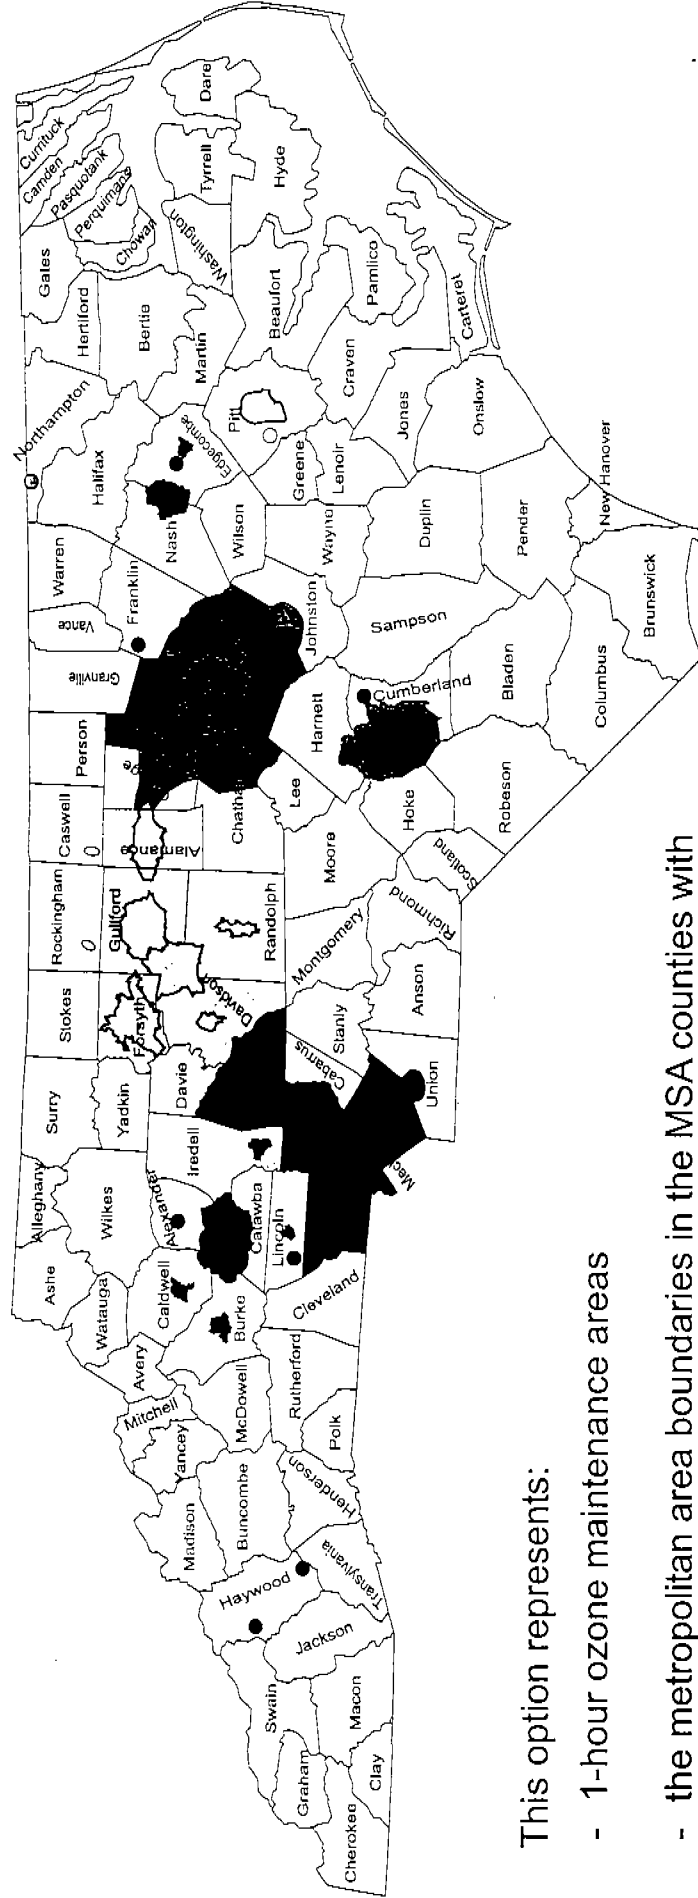 Currituck
Camden
Pasquotank
Perquimans
Chowan
Gales
Hertiford
Northampton
Bertie
Halifax
Warren
Vance
Granville
Person
Caswell
Rockingham
Stokes
Surry
Alleghany
Ashe
Dare
Tyrrell
Washington
Hyde
Martin
Edgecombe
Nash
Franklin
Alamance
Guilford
Forsyth
Yadkin
Wilkes
Watauga
Avery
Mitchell
Yancey
Madison
Beaufort
Pitt
Pamlico
Craven
Greene
Wilson
Wayne
Lenoir
Johnston
Chatha
Randolph
Davidson
Davie
Iredell
Alexander
Caldwell
Burke
McDowell
Buncombe
Haywood
Swain
Graham
Cherokee
Carteret
Jones
Onslow
Duplin
Sampson
Harnett
Lee
Moore
Montgomery
Stanly
Cabarrus
Catawba
Lincoln
Cleveland
Rutherford
Polk
Henderson
Transylvania
Jackson
Macon
Clay
Pender
New Hanover
Cumberland
Bladen
Hoke
Scotland
Richmond
Anson
Union
Mec
Brunswick
Columbus
Robeson
This option represents:
- 1-hour ozone maintenance areas
- the metropolitan area boundaries in the MSA counties with